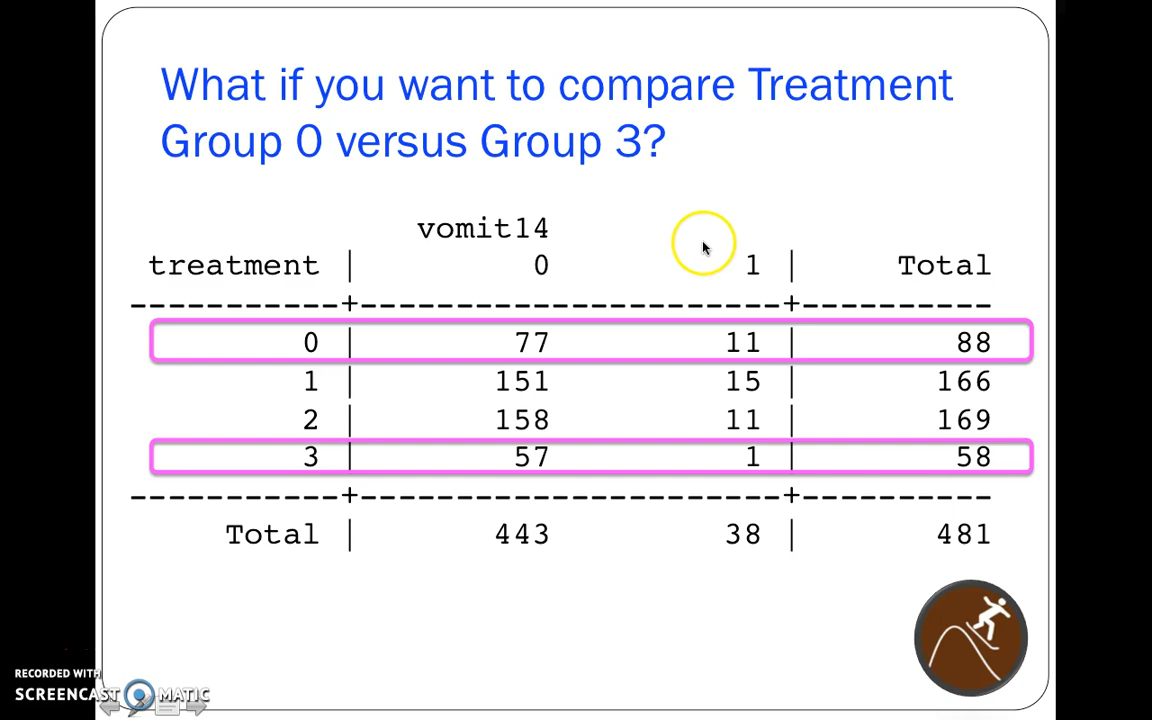 What if you want to compare Treatment
Group 0 versus Group 3?
vomit14
treatment | 0 1 | Total
-----------+----------------------+----------
0 | 77 11 | 88
1 | 151 15 | 166
2 | 158 11 | 169
3 | 57 1 | 58
-----------+----------------------+----------
Total | 443 38 | 481
RECORDED WITH
SCREENCAST MATIC